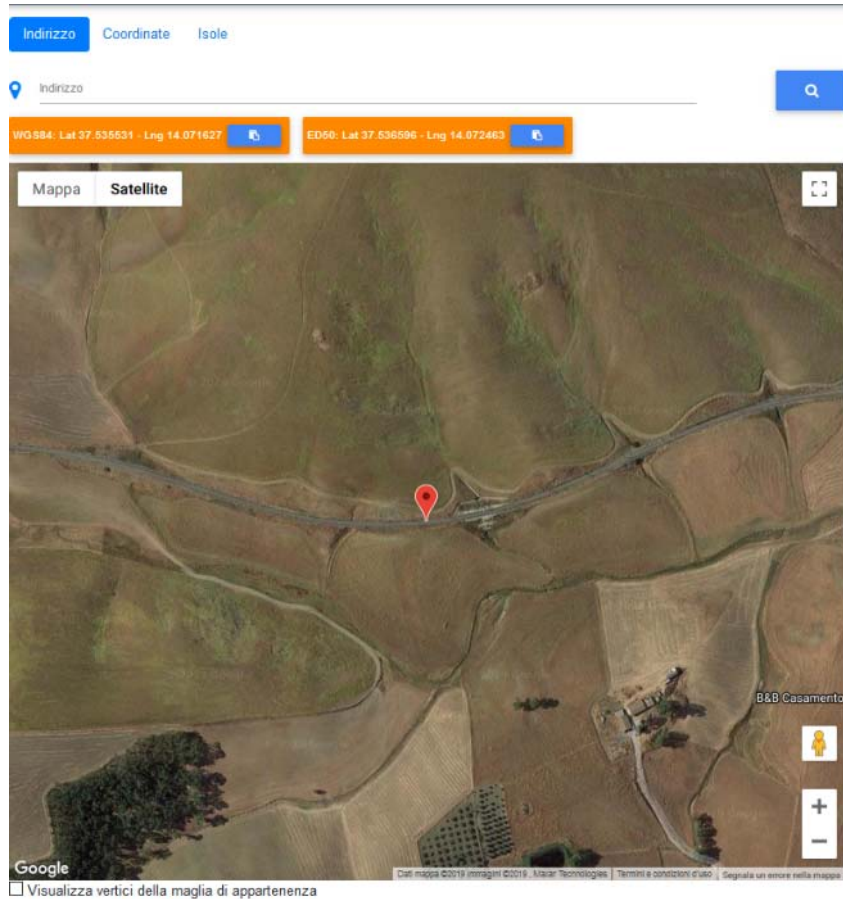 Indirizzo Coordinate Isole
Indirizzo
WGS84: Lat 37.535531 - Lng 14.071627 ED50: Lat 37.536596 - Lng 14.072463
Mappa Satellite
B&B Casamento
Google
Dati mappa ©2019 Immagini ©2019 , Maxar Technologies Termini e condizioni d'uso Segnala un errore nella mappa
Visualizza vertici della maglia di appartenenza